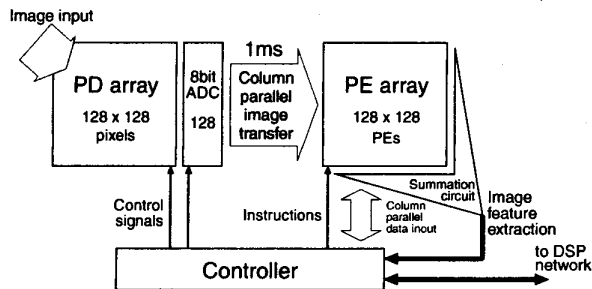 Image input
PD array
128 x 128
pixels
8bit
ADC
128
1ms
Column
parallel
image
transfer
PE array
128 x 128
PEs
Control
signals
Instructions
Column
parallel
data inout
Summation
circuit
Image
feature
extraction
to DSP
network
Controller